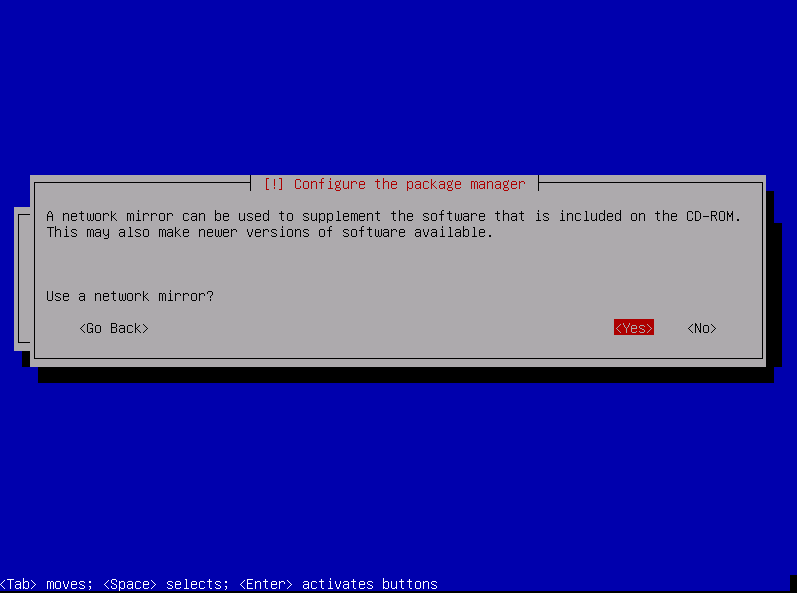 [!] Configure the package manager
A network mirror can be used to supplement the software that is included on the CD-ROM.
This may also make newer versions of software available.
Use a network mirror?
<Go Back> <Yes> <No>
<Tab> moves; <Space> selects; <Enter> activates buttons